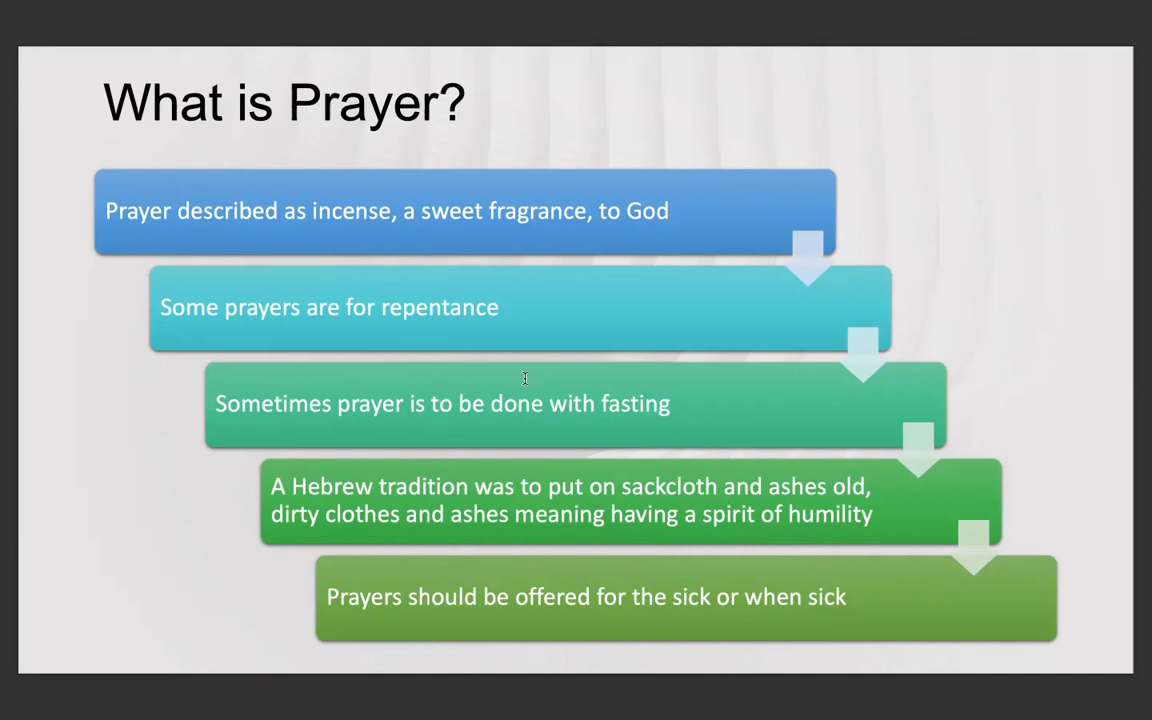 What is Prayer?
Prayer described as incense, a sweet fragrance, to God
Some prayers are for repentance
Sometimes prayer is to be done with fasting
A Hebrew tradition was to put on sackcloth and ashes old,
dirty clothes and ashes meaning having a spirit of humility
Prayers should be offered for the sick or when sick